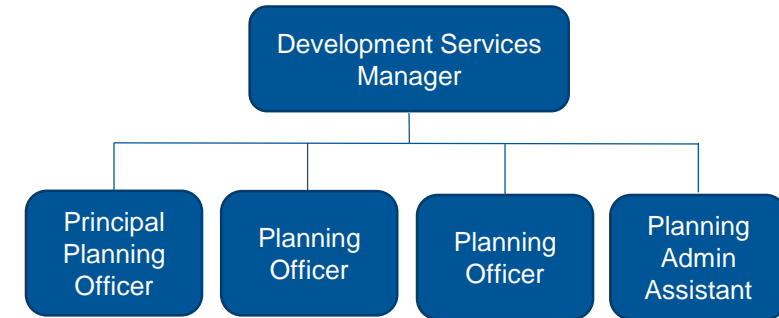 Development Services
Manager
Principal
Planning
Officer
Planning
Officer
Planning
Officer
Planning
Admin
Assistant